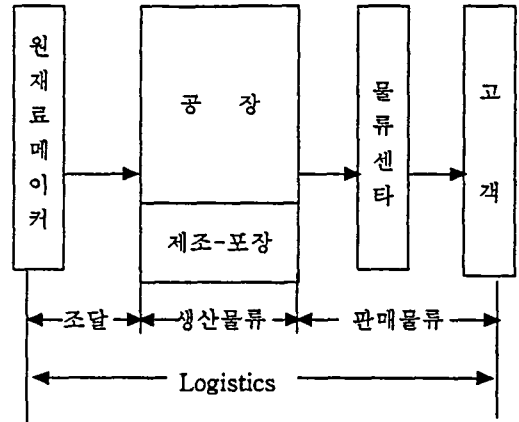 원재료메이커
공 장
제조-포장
물류센타
고 객
조달
생산물류
판매물류
Logistics